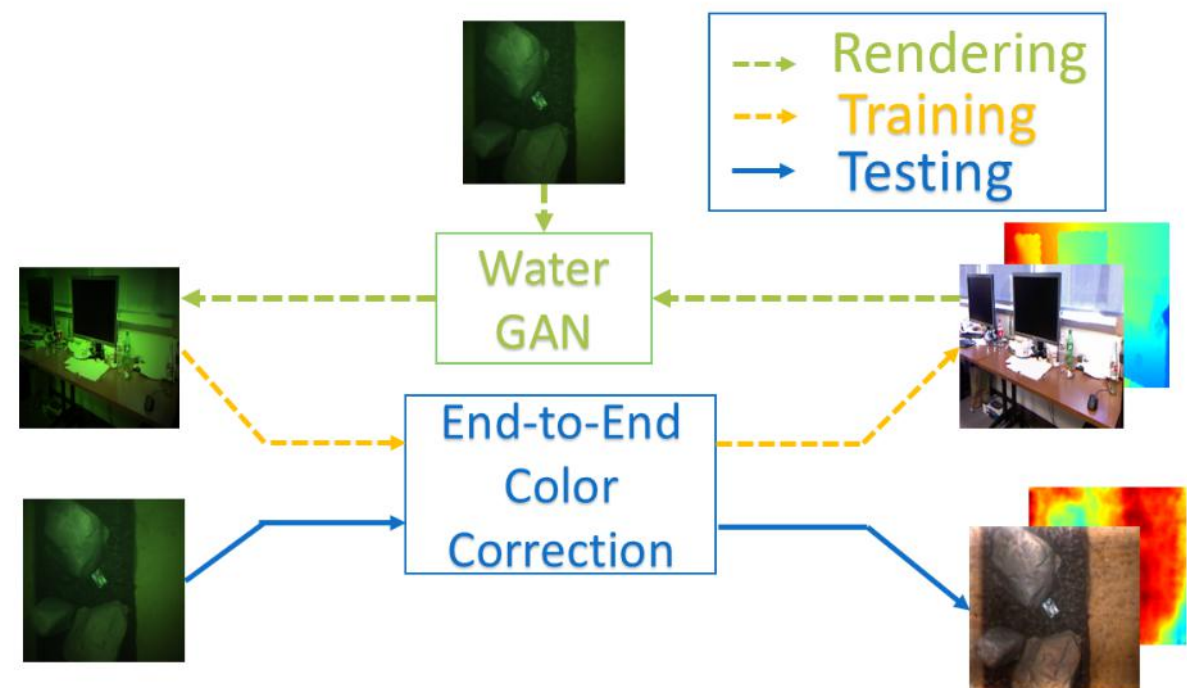 Rendering
Training
Testing
Water
GAN
End-to-End
Color
Correction